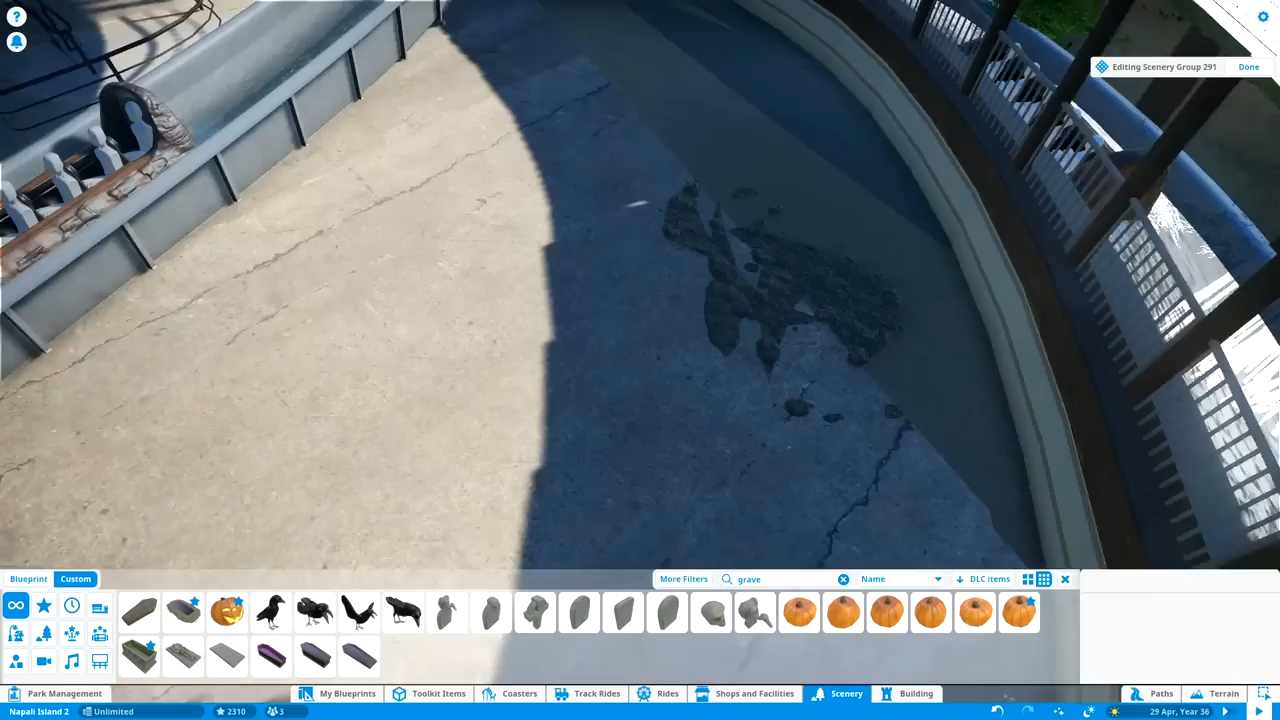 ?
Editing Scenery Group 291 Done
Blueprint Custom More Filters grave Name DLC items
Park Management My Blueprints Toolkit Items Coasters Track Rides Rides Shops and Facilities Scenery Building Paths Terrain
Napali Island 2 Unlimited 2310 3 29 Apr, Year 36